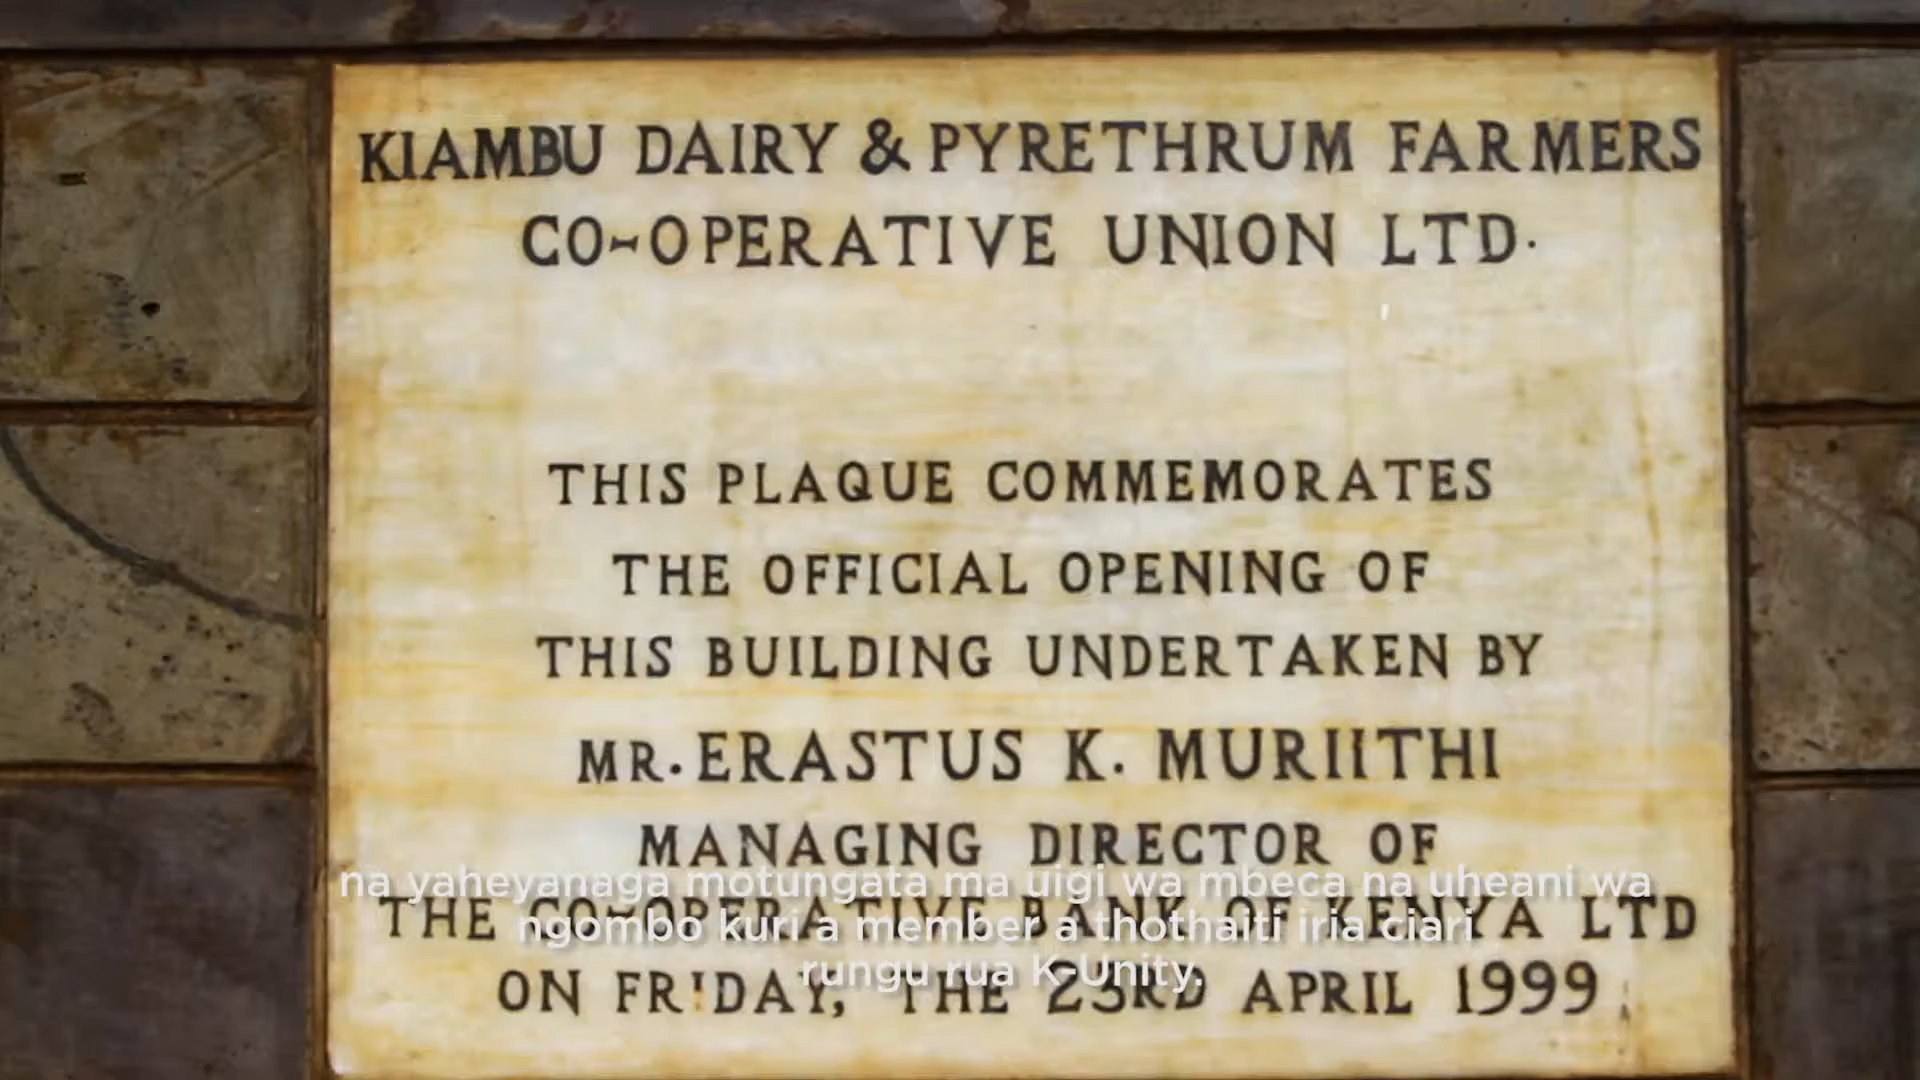 KIAMBU DAIRY & PYRETHRUM FARMERS
CO-OPERATIVE UNION LTD.
THIS PLAQUE COMMEMORATES
THE OFFICIAL OPENING OF
THIS BUILDING UNDERTAKEN BY
MR. ERASTUS K. MURIITHI
MANAGING DIRECTOR OF
THE CO-OPERATIVE BANK OF KENYA LTD
ON FRIDAY, THE 23RD APRIL 1999
na yaheyanaga motungata ma uigi wa mbeca na uheani wa
ngombo kuri a member a thothaiti iria ciari
rungu rua K-Unity.